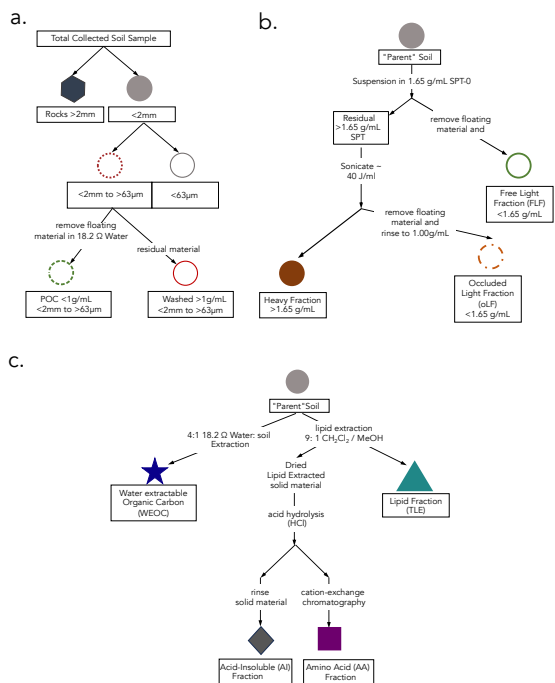 a.
Total Collected Soil Sample
Rocks >2mm
<2mm
<2mm to >63µm
<63µm
remove floating
material in 18.2 Ω Water
residual material
POC <1g/mL
<2mm to >63µm
Washed >1g/mL
<2mm to >63µm
b.
"Parent" Soil
Suspension in 1.65 g/mL SPT-0
Residual
>1.65 g/mL
SPT
remove floating
material and
Sonicate ~
40 J/ml
Free Light
Fraction (FLF)
<1.65 g/mL
remove floating
material and
rinse to 1.00g/mL
Heavy Fraction
>1.65 g/mL
Occluded
Light Fraction
(oLF)
<1.65 g/mL
c.
"Parent"Soil
4:1 18.2 Ω Water: soil
Extraction
lipid extraction
9: 1 CH₂Cl₂ / MeOH
Water extractable
Organic Carbon
(WEOC)
Dried
Lipid Extracted
solid material
Lipid Fraction
(TLE)
acid hydrolysis
(HCl)
rinse
solid material
cation-exchange
chromatography
Acid-Insoluble (AI)
Fraction
Amino Acid (AA)
Fraction